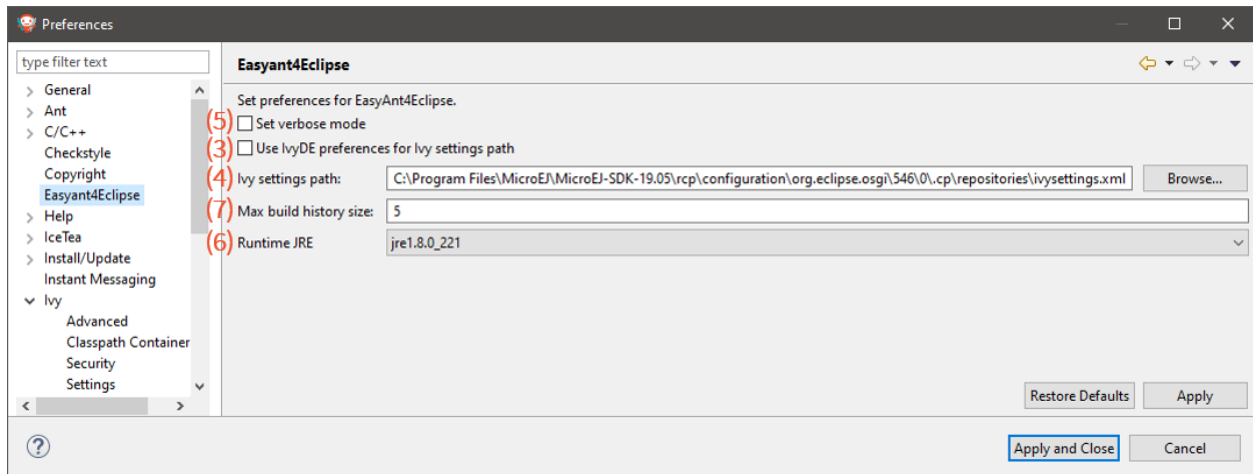 Preferences
type filter text
General
Ant
C/C++
Checkstyle
Copyright
Easyant4Eclipse
Help
IceTea
Install/Update
Instant Messaging
Ivy
Advanced
Classpath Container
Security
Settings
Easyant4Eclipse
Set preferences for EasyAnt4Eclipse.
(5) Set verbose mode
(3) Use IvyDE preferences for Ivy settings path
(4) Ivy settings path: C:\Program Files\MicroEJ\MicroEJ-SDK-19.05\rcp\configuration\org.eclipse.osgi\546\0\.cp\repositories\ivysettings.xml Browse...
(7) Max build history size: 5
(6) Runtime JRE jre1.8.0_221
Restore Defaults Apply
? Apply and Close Cancel